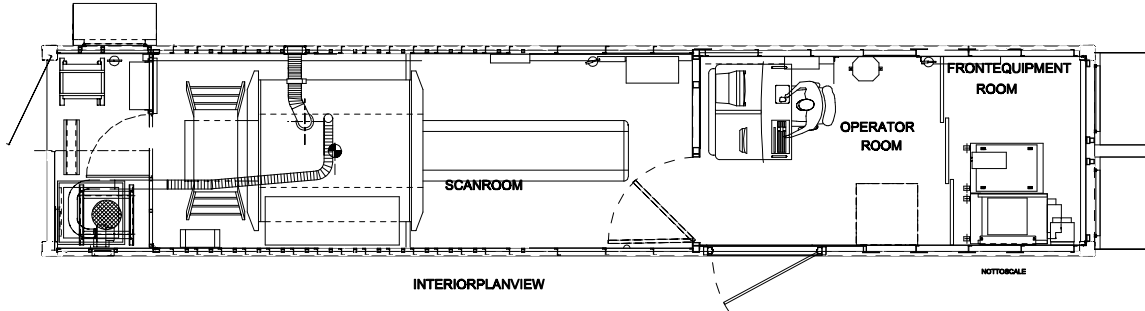 FRONTEQUIPMENT
ROOM
OPERATOR
ROOM
SCANROOM
INTERIORPLANVIEW
NOTTOSCALE